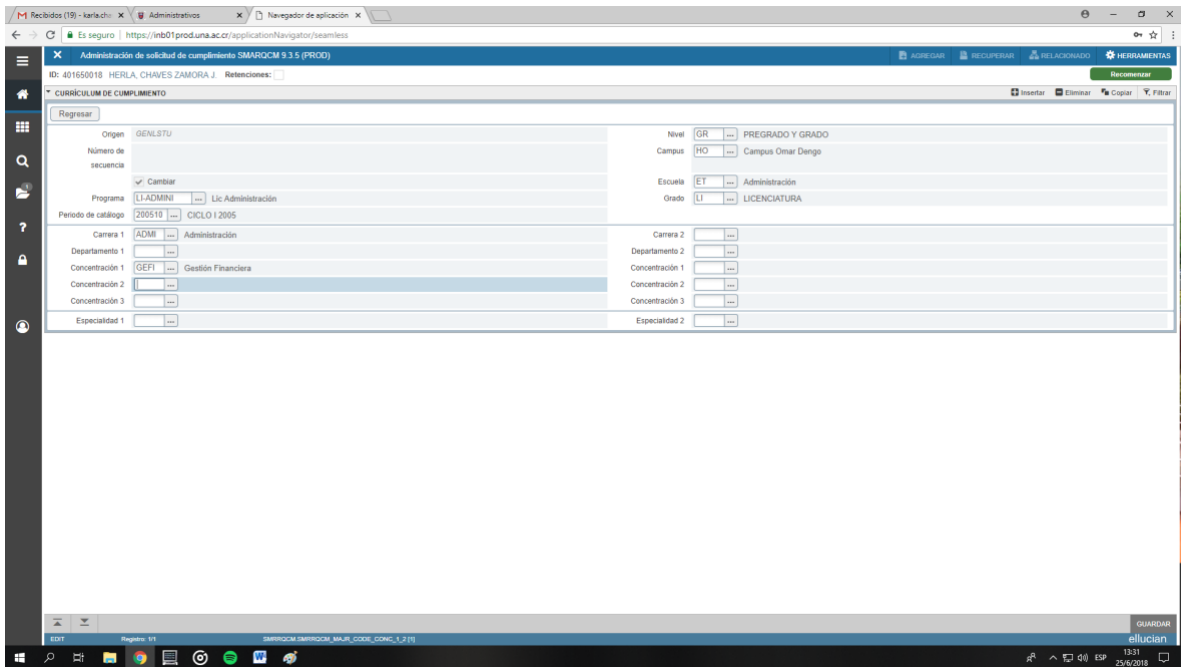 Recibidos (19) - karla.cha
Administrativos
Navegador de aplicación
Es seguro | https://inb01prod.una.ac.cr/applicationNavigator/seamless
Administración de solicitud de cumplimiento SMARQCM 9.3.5 (PROD)
AGREGAR RECUPERAR RELACIONADO HERRAMIENTAS
ID: 401650018 HERLA, CHAVES ZAMORA J. Retenciones:
Recomenzar
CURRÍCULUM DE CUMPLIMIENTO
Insertar Eliminar Copiar Filtrar
Regresar
Origen GENLSTU Nivel GR ... PREGRADO Y GRADO
Número de secuencia Campus HO ... Campus Omar Dengo
Cambiar Escuela ET ... Administración
Programa LI-ADMINI ... Lic Administración Grado LI ... LICENCIATURA
Periodo de catálogo 200510 ... CICLO I 2005
Carrera 1 ADMI ... Administración Carrera 2 ...
Departamento 1 ... Departamento 2 ...
Concentración 1 GEFI ... Gestión Financiera Concentración 1 ...
Concentración 2 ... Concentración 2 ...
Concentración 3 ... Concentración 3 ...
Especialidad 1 ... Especialidad 2 ...
GUARDAR
EDIT Registro: 1/1 SMRRQCM.SMRRQCM_MAJR_CODE_CONC_1_2 [1] ellucian
ESP 13:31
25/6/2018